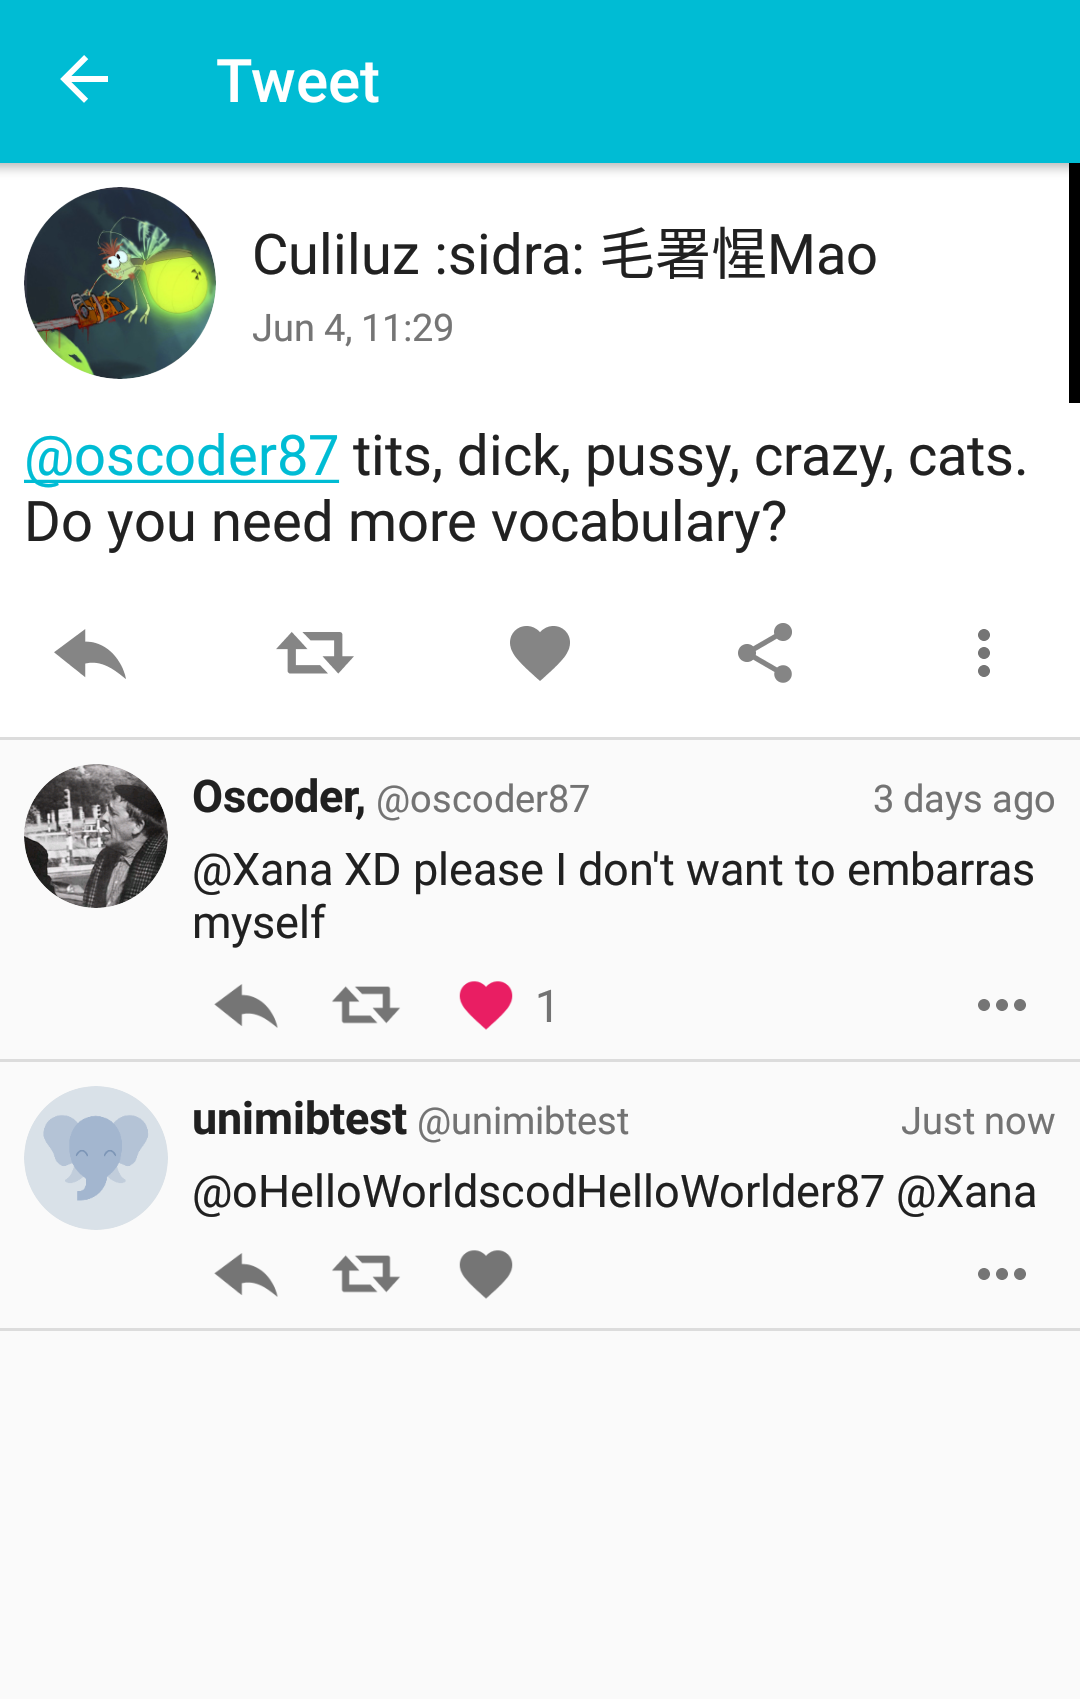 Tweet
Culiluz :sidra: 毛署惺Mao
Jun 4, 11:29
@oscoder87 tits, dick, pussy, crazy, cats.
Do you need more vocabulary?
Oscoder, @oscoder87 3 days ago
@Xana XD please I don't want to embarras
myself
1
unimibtest @unimibtest Just now
@oHelloWorldscodHelloWorlder87 @Xana